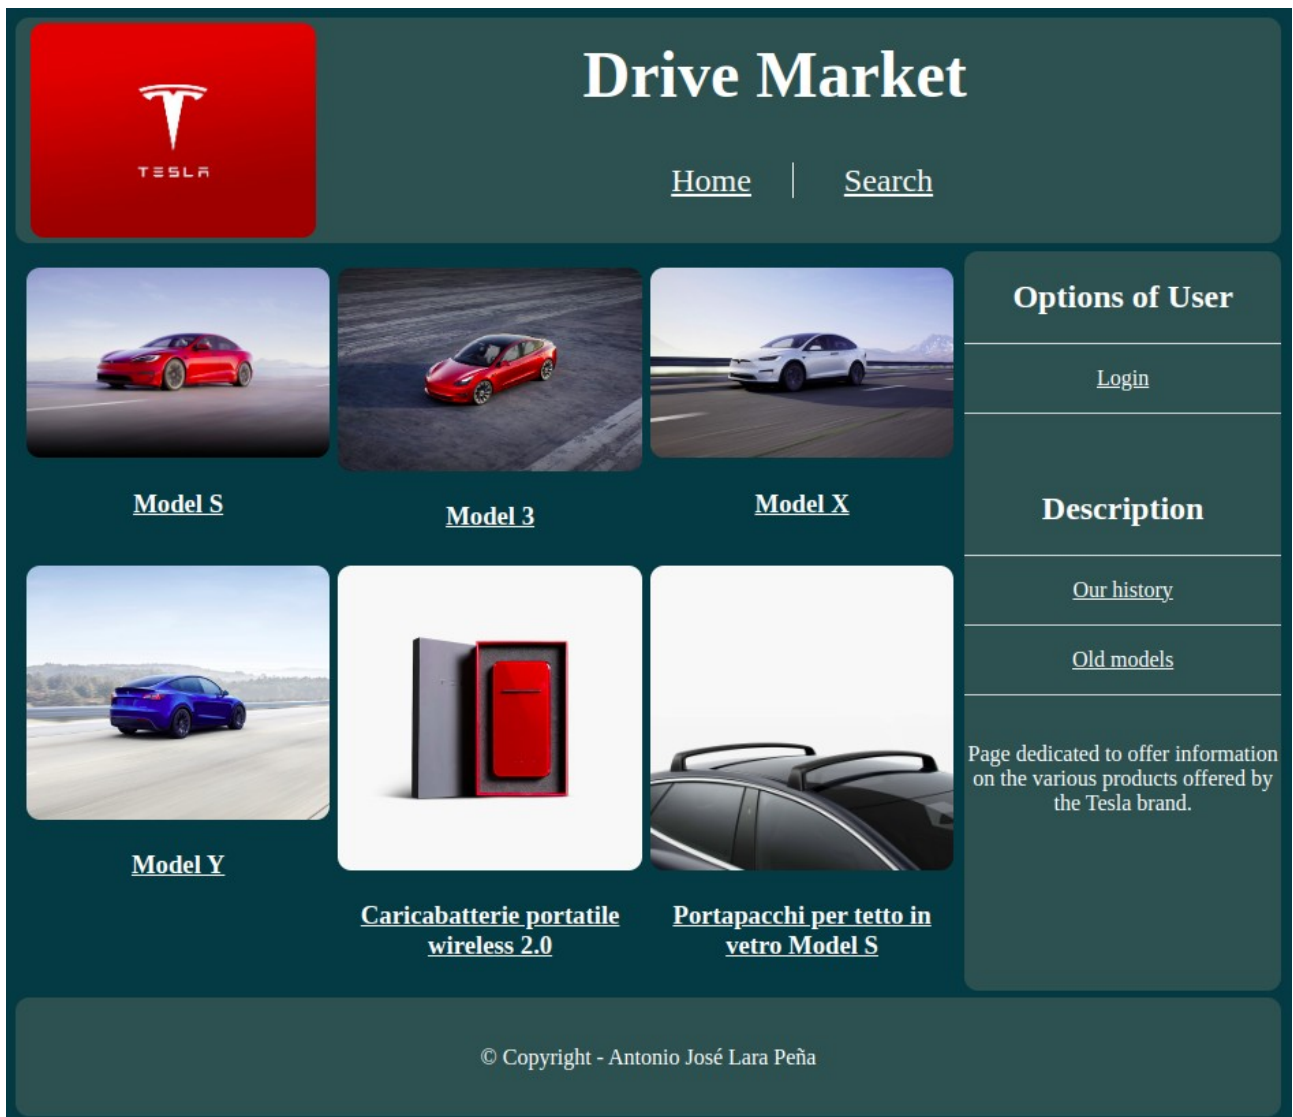 TESLA
Drive Market
Home
Search
Model S
Model 3
Model X
Model Y
Caricabatterie portatile
wireless 2.0
Portapacchi per tetto in
vetro Model S
Options of User
Login
Description
Our history
Old models
Page dedicated to offer information
on the various products offered by
the Tesla brand.
© Copyright - Antonio José Lara Peña